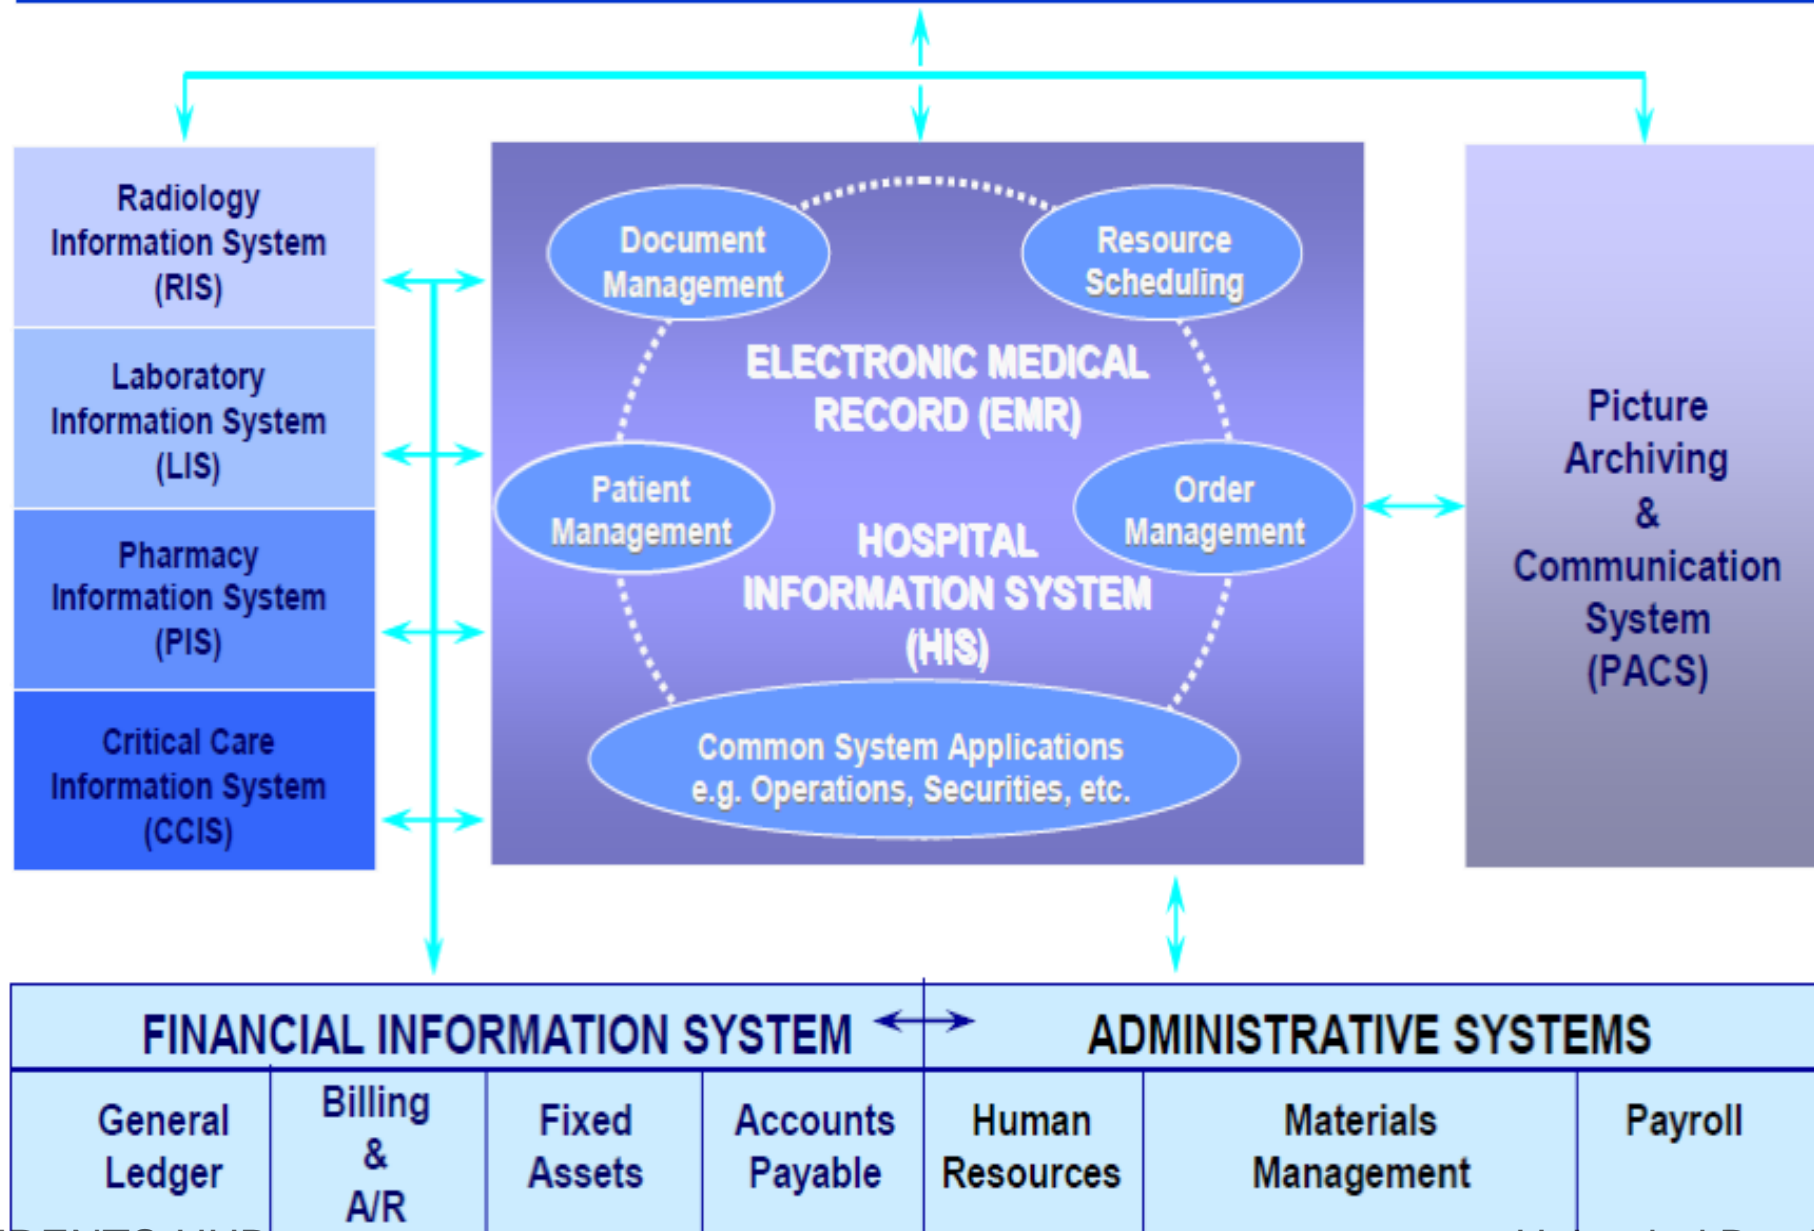 Radiology
Information System
(RIS)
Laboratory
Information System
(LIS)
Pharmacy
Information System
(PIS)
Critical Care
Information System
(CCIS)
Document
Management
Resource
Scheduling
ELECTRONIC MEDICAL
RECORD (EMR)
Patient
Management
Order
Management
HOSPITAL
INFORMATION SYSTEM
(HIS)
Common System Applications
e.g. Operations, Securities, etc.
Picture
Archiving
&
Communication
System
(PACS)
FINANCIAL INFORMATION SYSTEM
ADMINISTRATIVE SYSTEMS
General
Ledger
Billing
&
A/R
Fixed
Assets
Accounts
Payable
Human
Resources
Materials
Management
Payroll